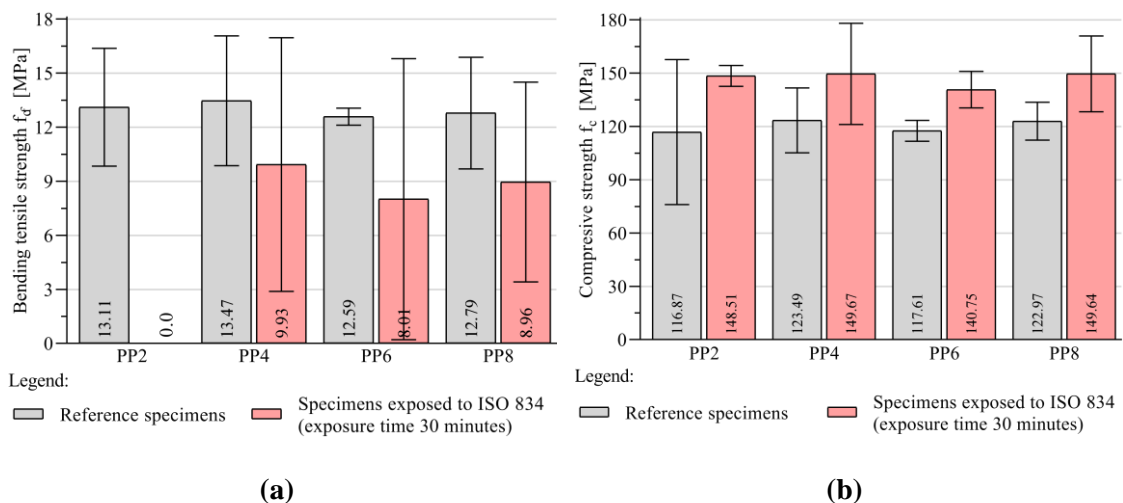 Bending tensile strength f_cf [MPa]
18
15
12
9
6
3
0
13.11
0.0
13.47
9.93
12.59
8.01
12.79
8.96
PP2 PP4 PP6 PP8
Legend:
Reference specimens
Specimens exposed to ISO 834
(exposure time 30 minutes)
(a)
Compresive strength f_c [MPa]
180
150
120
90
60
30
0
116.87
148.51
123.49
149.67
117.61
140.75
122.97
149.64
PP2 PP4 PP6 PP8
Legend:
Reference specimens
Specimens exposed to ISO 834
(exposure time 30 minutes)
(b)